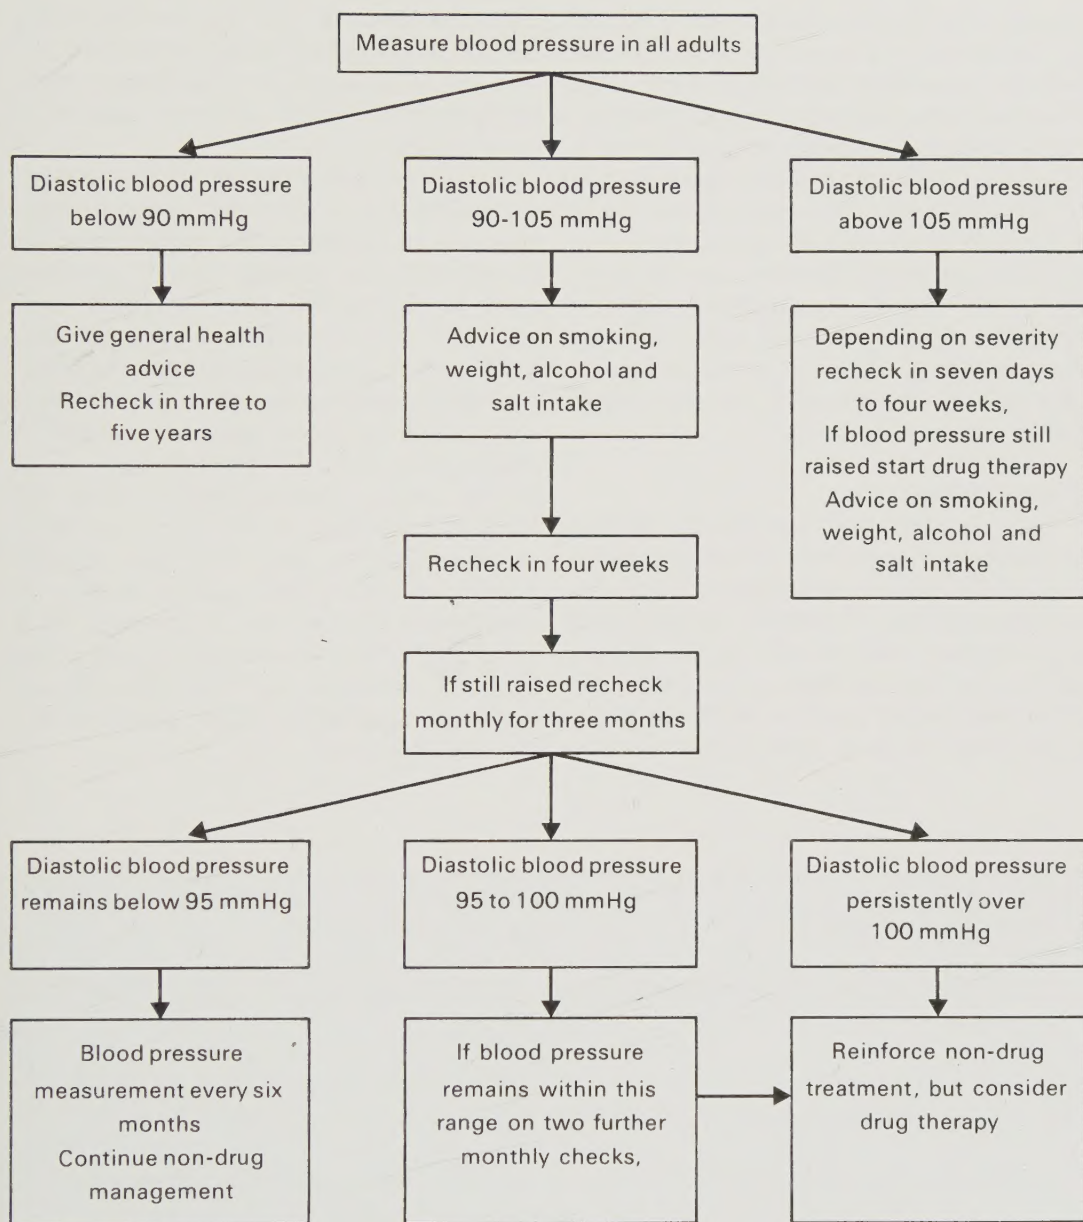 Measure blood pressure in all adults
Diastolic blood pressure
below 90 mmHg
Diastolic blood pressure
90-105 mmHg
Diastolic blood pressure
above 105 mmHg
Give general health
advice
Recheck in three to
five years
Advice on smoking,
weight, alcohol and
salt intake
Depending on severity
recheck in seven days
to four weeks,
If blood pressure still
raised start drug therapy
Advice on smoking,
weight, alcohol and
salt intake
Recheck in four weeks
If still raised recheck
monthly for three months
Diastolic blood pressure
remains below 95 mmHg
Diastolic blood pressure
95 to 100 mmHg
Diastolic blood pressure
persistently over
100 mmHg
Blood pressure
measurement every six
months
Continue non-drug
management
If blood pressure
remains within this
range on two further
monthly checks,
Reinforce non-drug
treatment, but consider
drug therapy